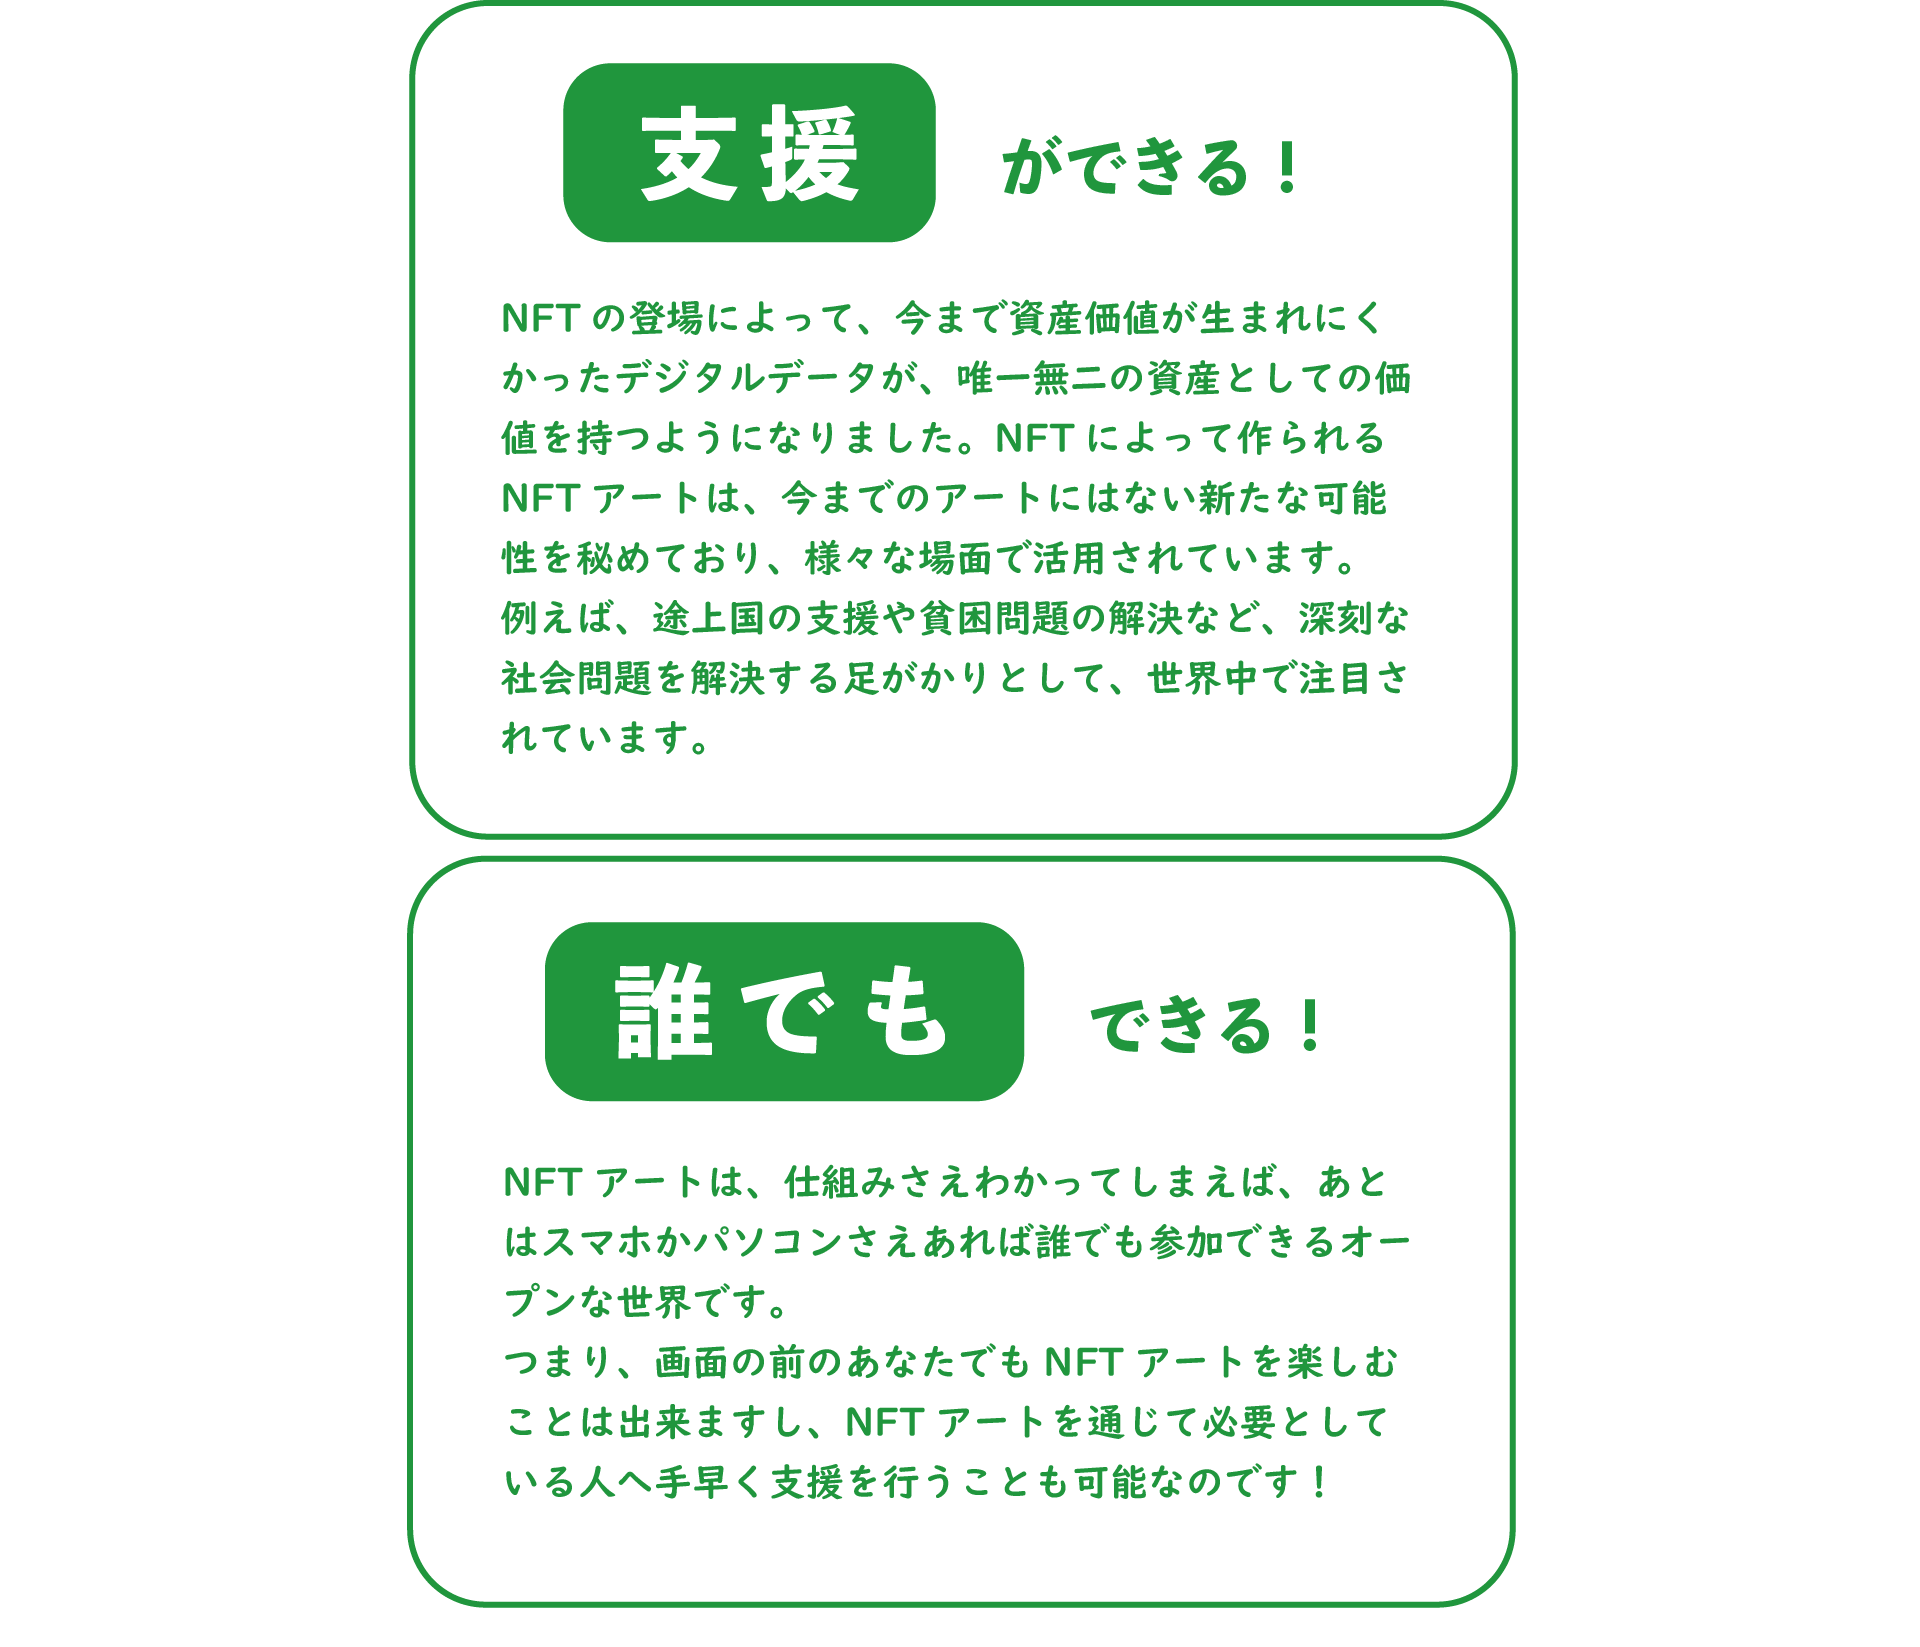 支援 ができる！
NFT の登場によって、今まで資産価値が生まれにく
かったデジタルデータが、唯一無二の資産としての価
値を持つようになりました。NFT によって作られる
NFT アートは、今までのアートにはない新たな可能
性を秘めており、様々な場面で活用されています。
例えば、途上国の支援や貧困問題の解決など、深刻な
社会問題を解決する足がかりとして、世界中で注目さ
れています。
誰でも できる！
NFT アートは、仕組みさえわかってしまえば、あと
はスマホかパソコンさえあれば誰でも参加できるオー
プンな世界です。
つまり、画面の前のあなたでも NFT アートを楽しむ
ことは出来ますし、NFT アートを通じて必要として
いる人へ手早く支援を行うことも可能なのです！